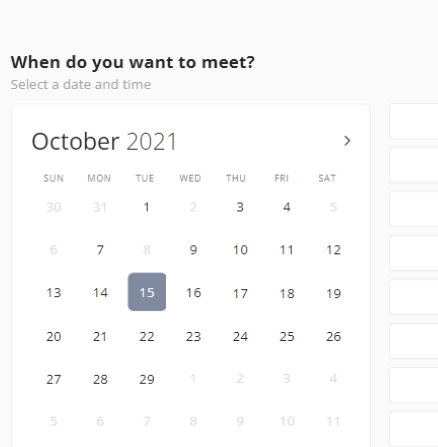 When do you want to meet?
Select a date and time
October 2021
SUN MON TUE WED THU FRI SAT
30 31 1 2 3 4 5
6 7 8 9 10 11 12
13 14 15 16 17 18 19
20 21 22 23 24 25 26
27 28 29 1 2 3 4
5 6 7 8 9 10 11